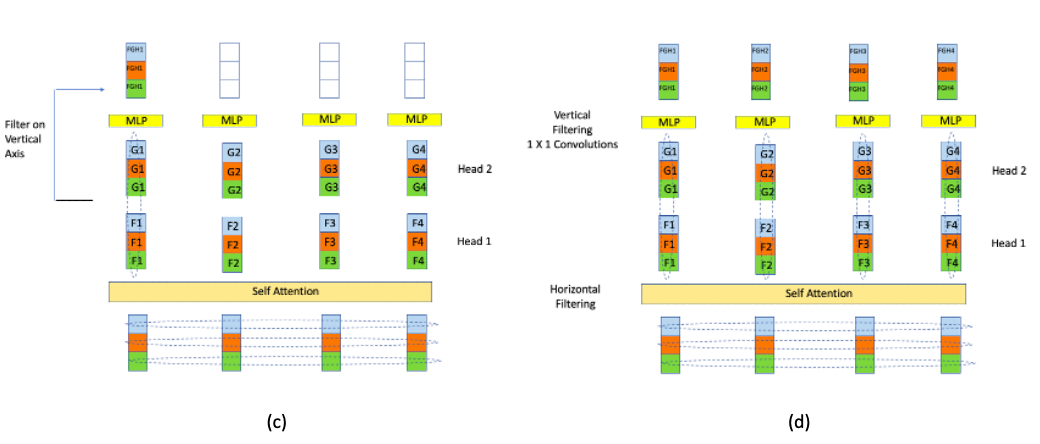 FGH1
FGH1
FGH1
Filter on
Vertical
Axis
MLP MLP MLP MLP
G1 G2 G3 G4
G1 G2 G3 G4
G1 G2 G3 G4
Head 2
F1 F2 F3 F4
F1 F2 F3 F4
F1 F2 F3 F4
Head 1
Self Attention
(c)
FGH1 FGH2 FGH3 FGH4
FGH1 FGH3 FGH3 FGH4
FGH1 FGH2 FGH3 FGH4
Vertical
Filtering
1 X 1 Convolutions
MLP MLP MLP MLP
G1 G2 G3 G4
G1 G2 G3 G4
G1 G2 G3 G4
Head 2
F1 F2 F3 F4
F1 F2 F3 F4
F1 F2 F3 F4
Head 1
Horizontal
Filtering
Self Attention
(d)